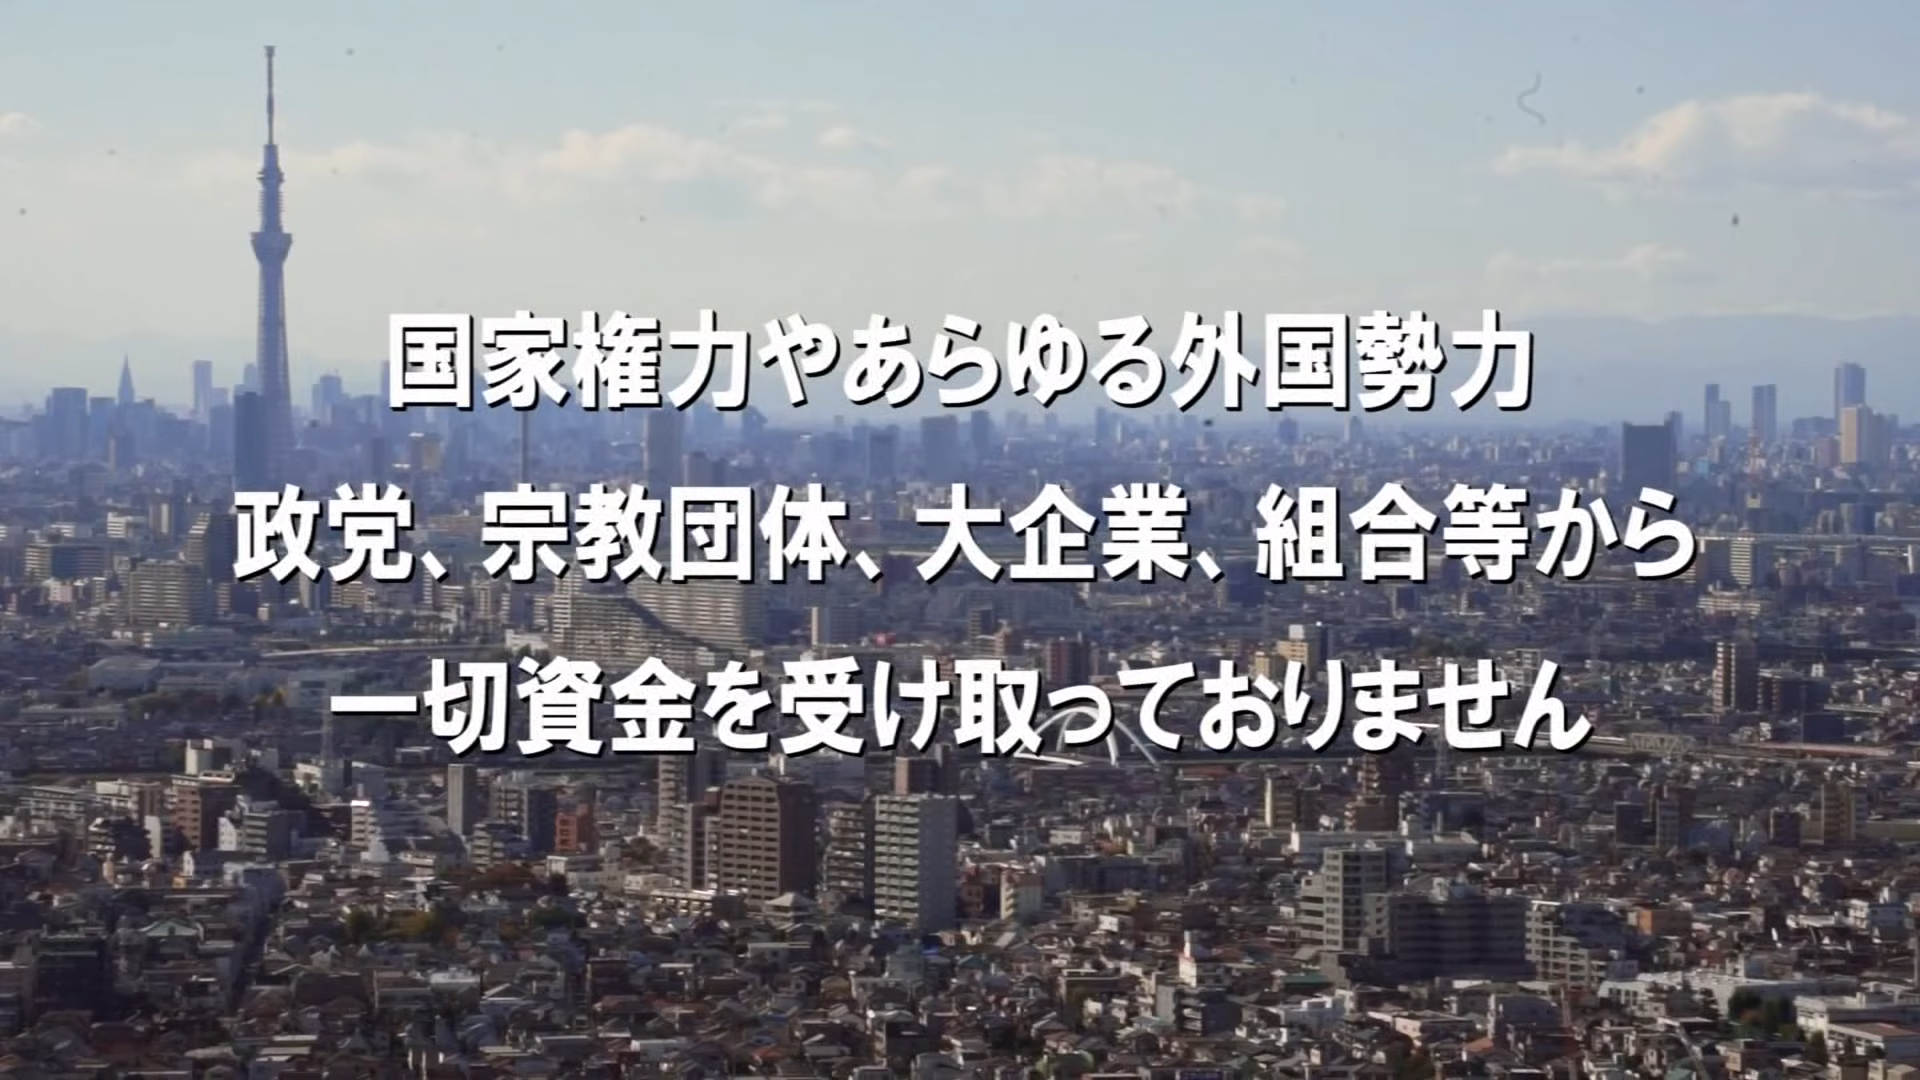 国家権力やあらゆる外国勢力
政党、宗教団体、大企業、組合等から
一切資金を受け取っておりません